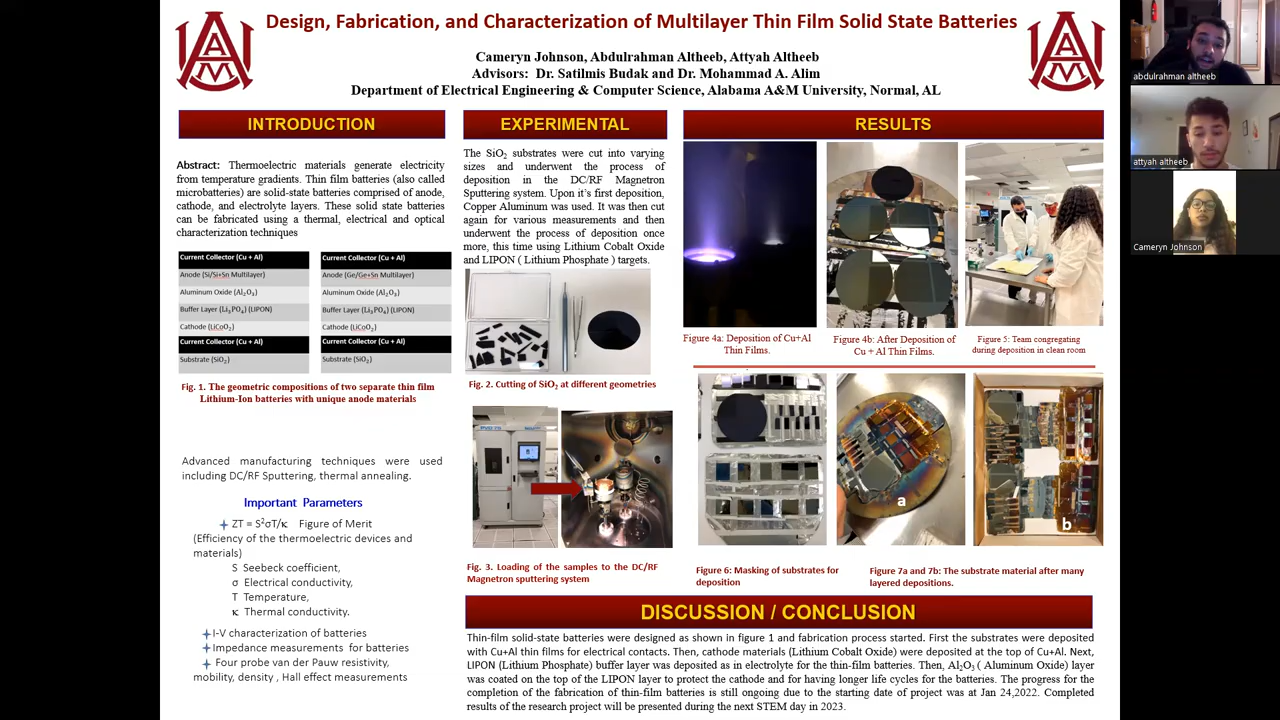 Design, Fabrication, and Characterization of Multilayer Thin Film Solid State Batteries
Cameryn Johnson, Abdulrahman Altheeb, Attyah Altheeb
Advisors: Dr. Satilmis Budak and Dr. Mohammad A. Alim
Department of Electrical Engineering & Computer Science, Alabama A&M University, Normal, AL
INTRODUCTION
Abstract: Thermoelectric materials generate electricity
from temperature gradients. Thin film batteries (also called
microbatteries) are solid-state batteries comprised of anode,
cathode, and electrolyte layers. These solid state batteries
can be fabricated using a thermal, electrical and optical
characterization techniques
Current Collector (Cu + Al)
Anode (Si/Si+Sn Multilayer)
Aluminum Oxide (Al₂O₃)
Buffer Layer (Li₃PO₄) (LIPON)
Cathode (LiCoO₂)
Current Collector (Cu + Al)
Substrate (SiO₂)
Current Collector (Cu + Al)
Anode (Ge/Ge+Sn Multilayer)
Aluminum Oxide (Al₂O₃)
Buffer Layer (Li₃PO₄) (LIPON)
Cathode (LiCoO₂)
Current Collector (Cu + Al)
Substrate (SiO₂)
Fig. 1. The geometric compositions of two separate thin film
Lithium-Ion batteries with unique anode materials
Advanced manufacturing techniques were used
including DC/RF Sputtering, thermal annealing.
Important Parameters
ZT = S²σT/κ Figure of Merit
(Efficiency of the thermoelectric devices and
materials)
S Seebeck coefficient,
σ Electrical conductivity,
T Temperature,
κ Thermal conductivity.
I-V characterization of batteries
Impedance measurements for batteries
Four probe van der Pauw resistivity,
mobility, density , Hall effect measurements
EXPERIMENTAL
The SiO₂ substrates were cut into varying
sizes and underwent the process of
deposition in the DC/RF Magnetron
Sputtering system. Upon it's first deposition,
Copper Aluminum was used. It was then cut
again for various measurements and then
underwent the process of deposition once
more, this time using Lithium Cobalt Oxide
and LIPON ( Lithium Phosphate ) targets.
Fig. 2. Cutting of SiO₂ at different geometries
Fig. 3. Loading of the samples to the DC/RF
Magnetron sputtering system
RESULTS
Figure 4a: Deposition of Cu+Al
Thin Films.
Figure 4b: After Deposition of
Cu + Al Thin Films.
Figure 5: Team congregating
during deposition in clean room
a
b
Figure 6: Masking of substrates for
deposition
Figure 7a and 7b: The substrate material after many
layered depositions.
DISCUSSION / CONCLUSION
Thin-film solid-state batteries were designed as shown in figure 1 and fabrication process started. First the substrates were deposited
with Cu+Al thin films for electrical contacts. Then, cathode materials (Lithium Cobalt Oxide) were deposited at the top of Cu+Al. Next,
LIPON (Lithium Phosphate) buffer layer was deposited as in electrolyte for the thin-film batteries. Then, Al₂O₃ ( Aluminum Oxide) layer
was coated on the top of the LIPON layer to protect the cathode and for having longer life cycles for the batteries. The progress for the
completion of the fabrication of thin-film batteries is still ongoing due to the starting date of project was at Jan 24,2022. Completed
results of the research project will be presented during the next STEM day in 2023.
abdulrahman altheeb
attyah altheeb
Cameryn Johnson